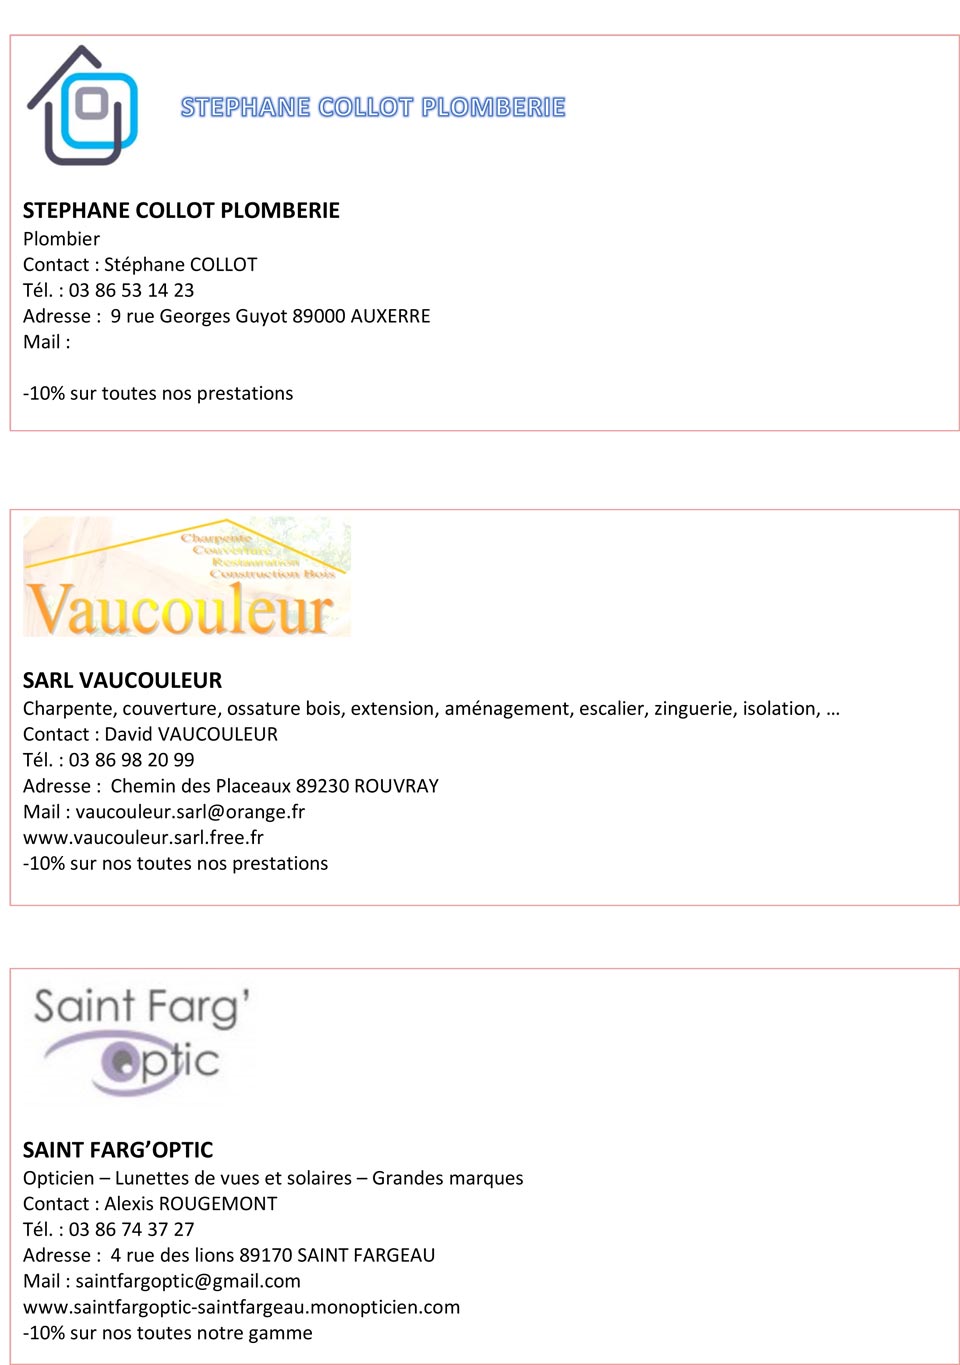 STEPHANE COLLOT PLOMBERIE
STEPHANE COLLOT PLOMBERIE
Plombier
Contact : Stéphane COLLOT
Tél. : 03 86 53 14 23
Adresse :  9 rue Georges Guyot 89000 AUXERRE
Mail :
-10% sur toutes nos prestations
Charpente
Couverture
Restauration
Construction Bois
Vaucouleur
SARL VAUCOULEUR
Charpente, couverture, ossature bois, extension, aménagement, escalier, zinguerie, isolation, …
Contact : David VAUCOULEUR
Tél. : 03 86 98 20 99
Adresse :  Chemin des Placeaux 89230 ROUVRAY
Mail : vaucouleur.sarl@orange.fr
www.vaucouleur.sarl.free.fr
-10% sur nos toutes nos prestations
Saint Farg'
Optic
SAINT FARG’OPTIC
Opticien – Lunettes de vues et solaires – Grandes marques
Contact : Alexis ROUGEMONT
Tél. : 03 86 74 37 27
Adresse :  4 rue des lions 89170 SAINT FARGEAU
Mail : saintfargoptic@gmail.com
www.saintfargoptic-saintfargeau.monopticien.com
-10% sur nos toutes notre gamme